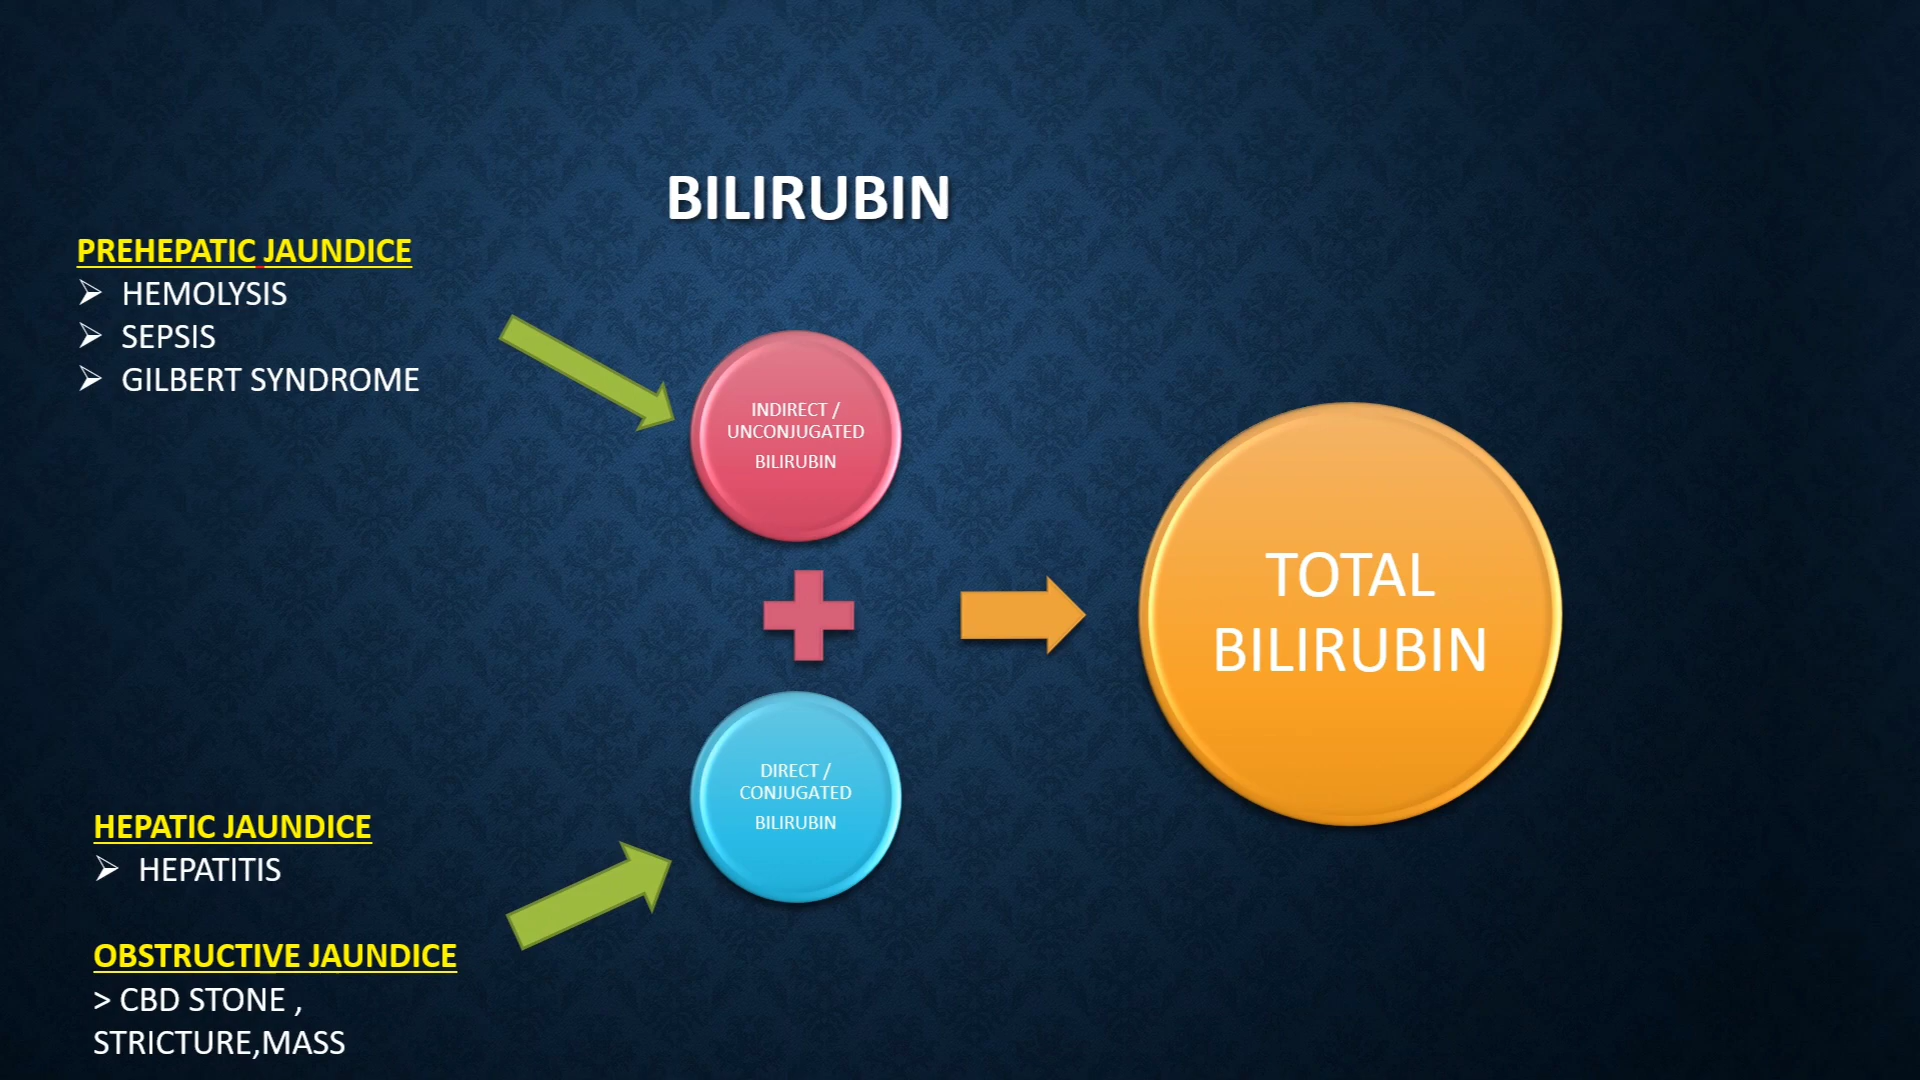 BILIRUBIN
PREHEPATIC JAUNDICE
➢ HEMOLYSIS
➢ SEPSIS
➢ GILBERT SYNDROME
INDIRECT /
UNCONJUGATED
BILIRUBIN
TOTAL
BILIRUBIN
DIRECT /
CONJUGATED
BILIRUBIN
HEPATIC JAUNDICE
➢ HEPATITIS
OBSTRUCTIVE JAUNDICE
> CBD STONE ,
STRICTURE,MASS